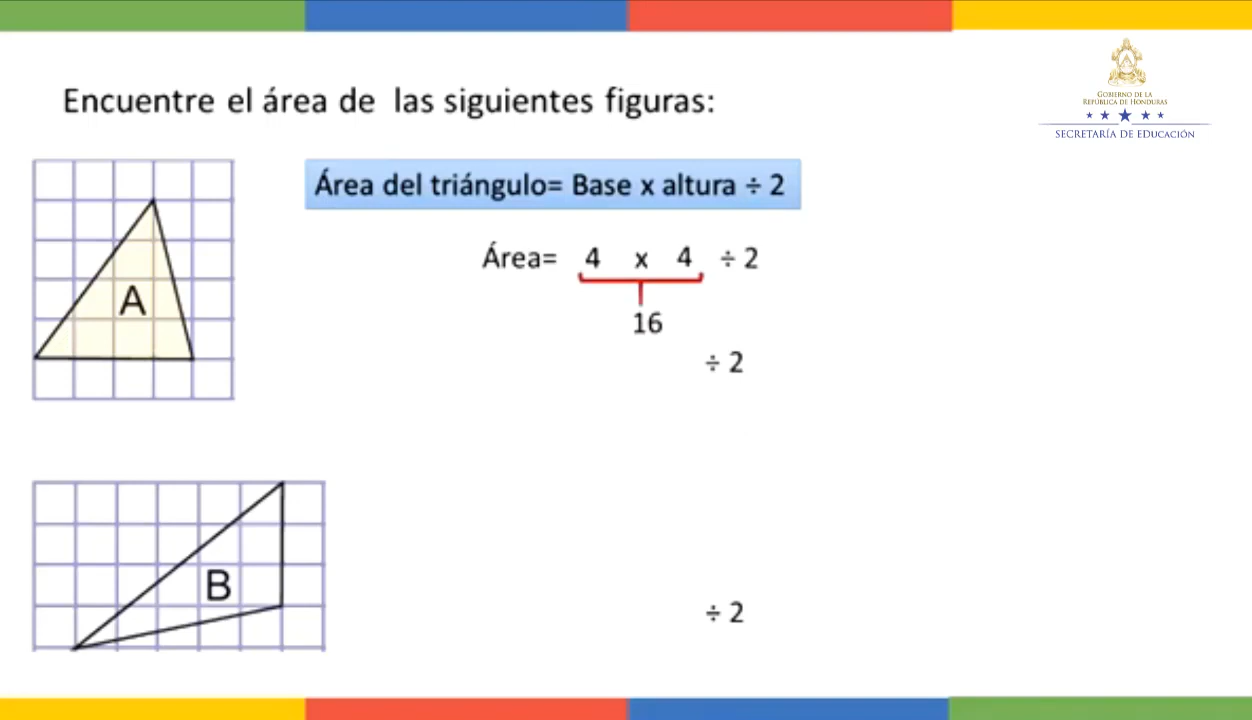 GOBIERNO DE LA
REPÚBLICA DE HONDURAS
SECRETARÍA DE EDUCACIÓN
Encuentre el área de las siguientes figuras:
Área del triángulo= Base x altura ÷ 2
Área= 4 x 4 ÷ 2
A
16
÷ 2
B
÷ 2